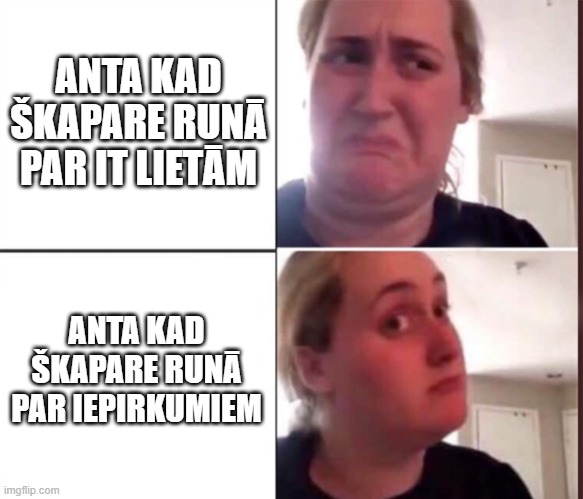 ANTA KAD
ŠKAPARE RUNĀ
PAR IT LIETĀM
ANTA KAD
ŠKAPARE RUNĀ
PAR IEPIRKUMIEM
imgflip.com